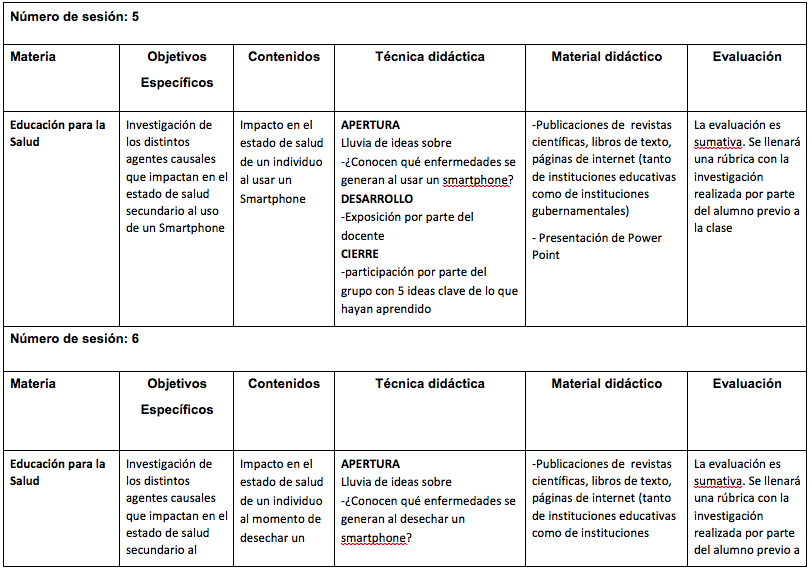 Número de sesión: 5
Materia
Objetivos
Específicos
Contenidos
Técnica didáctica
Material didáctico
Evaluación
Educación para la
Salud
Investigación de
los distintos
agentes causales
que impactan en el
estado de salud
secundario al uso
de un Smartphone
Impacto en el
estado de salud
de un individuo
al usar un
Smartphone
APERTURA
Lluvia de ideas sobre
-¿Conocen qué enfermedades se
generan al usar un smartphone?
DESARROLLO
-Exposición por parte del
docente
CIERRE
-participación por parte del
grupo con 5 ideas clave de lo que
hayan aprendido
-Publicaciones de revistas
científicas, libros de texto,
páginas de internet (tanto
de instituciones educativas
como de instituciones
gubernamentales)
- Presentación de Power
Point
La evaluación es
sumativa. Se llenará
una rúbrica con la
investigación
realizada por parte
del alumno previo a
la clase
Número de sesión: 6
Materia
Objetivos
Específicos
Contenidos
Técnica didáctica
Material didáctico
Evaluación
Educación para la
Salud
Investigación de
los distintos
agentes causales
que impactan en el
estado de salud
secundario al
Impacto en el
estado de salud
de un individuo
al momento de
desechar un
APERTURA
Lluvia de ideas sobre
-¿Conocen qué enfermedades se
generan al desechar un
smartphone?
-Publicaciones de revistas
científicas, libros de texto,
páginas de internet (tanto
de instituciones educativas
como de instituciones
La evaluación es
sumativa. Se llenará
una rúbrica con la
investigación
realizada por parte
del alumno previo a